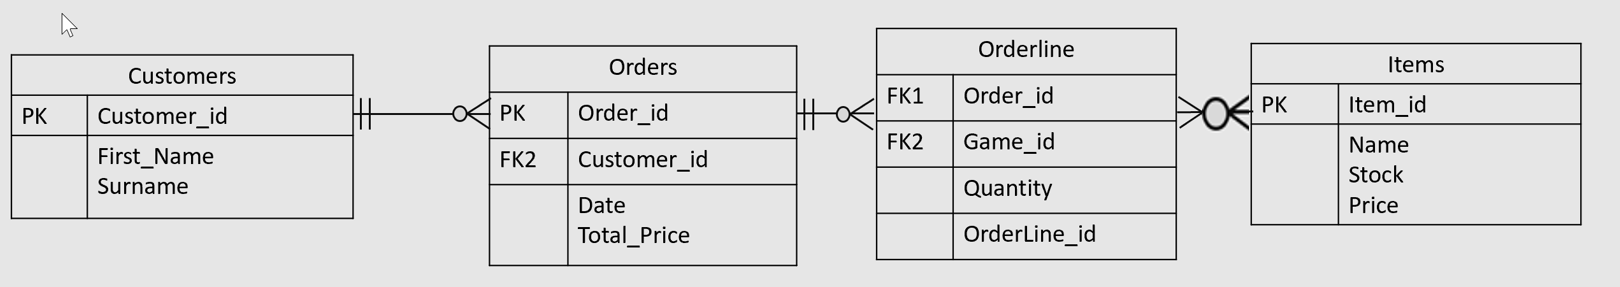 Customers
PK Customer_id
First_Name
Surname
Orders
PK Order_id
FK2 Customer_id
Date
Total_Price
Orderline
FK1 Order_id
FK2 Game_id
Quantity
OrderLine_id
Items
PK Item_id
Name
Stock
Price